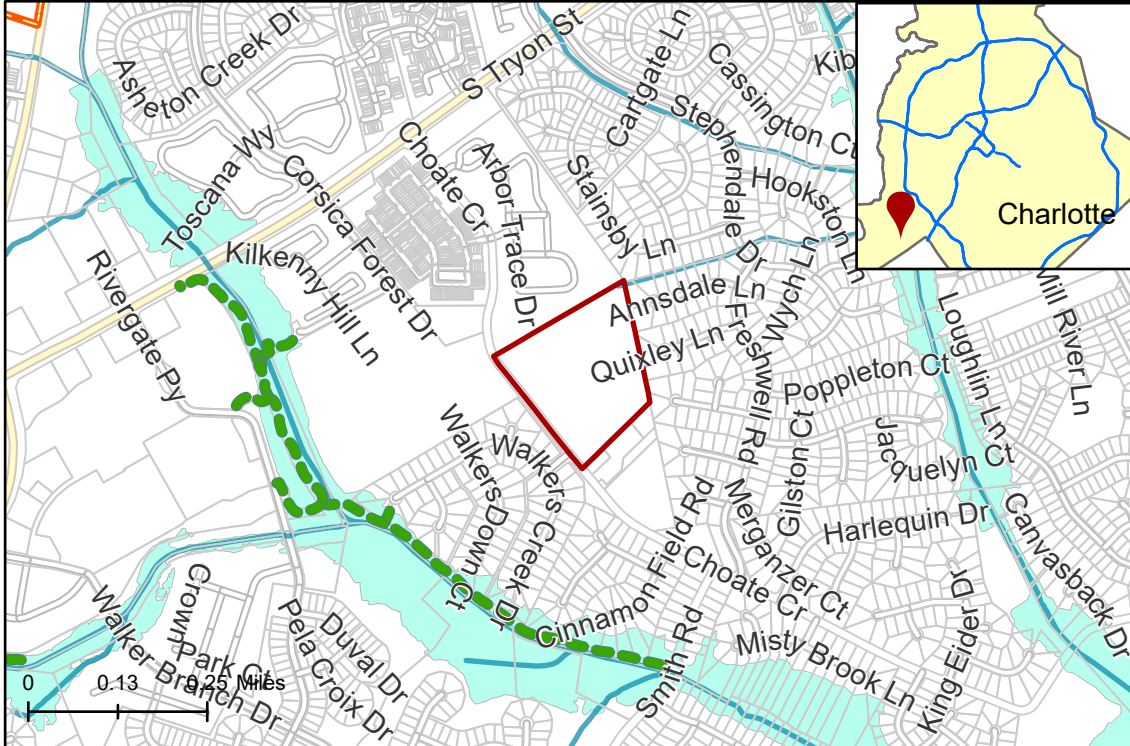 Asheton Creek Dr
S Tryon St
Cartgate Ln
Cassington Ct
Kib
Stephendale Dr
Toscana Wy
Corsica Forest Dr
Choate Cr
Arbor Trace Dr
Stainsby Ln
Hookston Ln
Charlotte
Kilkenny Hill Ln
Rivergate Py
Annsdale Ln
Wych Ln
Quixley Ln
Freshwell Rd
Poppleton Ct
Loughlin Ln
Mill River Ln
Walkers Down Ct
Walkers Creek Dr
Gilston Ct
Jacquelyn Ct
Merganzer Ct
Harlequin Dr
Canvasback Dr
Cinnamon Field Rd
Choate Cr
Misty Brook Ln
King Eider Dr
Smith Rd
Crown Park Ct
Walker Branch Dr
Pela Croix Dr
Duval Dr
0 0.13 0.25 Miles